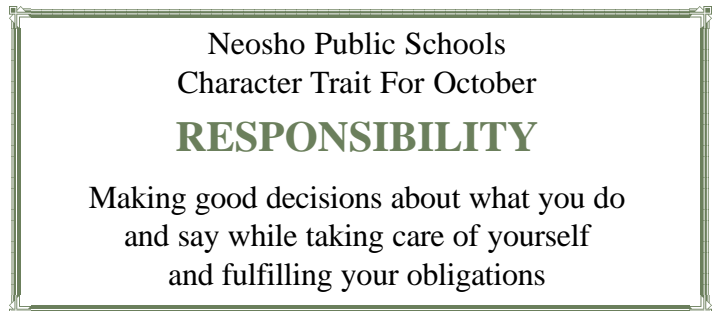 Neosho Public Schools
Character Trait For October
RESPONSIBILITY
Making good decisions about what you do
and say while taking care of yourself
and fulfilling your obligations